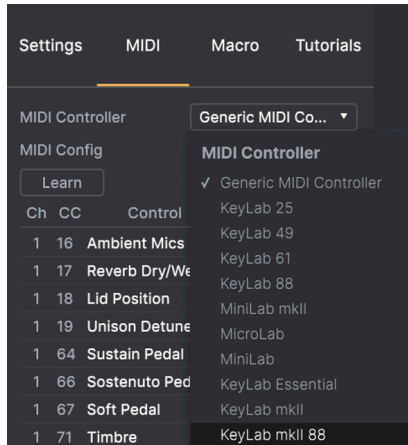 Settings MIDI Macro Tutorials
MIDI Controller Generic MIDI Co... ▼
MIDI Config MIDI Controller
Learn ✓ Generic MIDI Controller
Ch CC Control KeyLab 25
1 16 Ambient Mics KeyLab 49
1 17 Reverb Dry/We KeyLab 61
1 18 Lid Position KeyLab 88
1 19 Unison Detune MiniLab mkII
1 64 Sustain Pedal MicroLab
MiniLab
1 66 Sostenuto Ped KeyLab Essential
1 67 Soft Pedal KeyLab mkII
1 71 Timbre KeyLab mkII 88